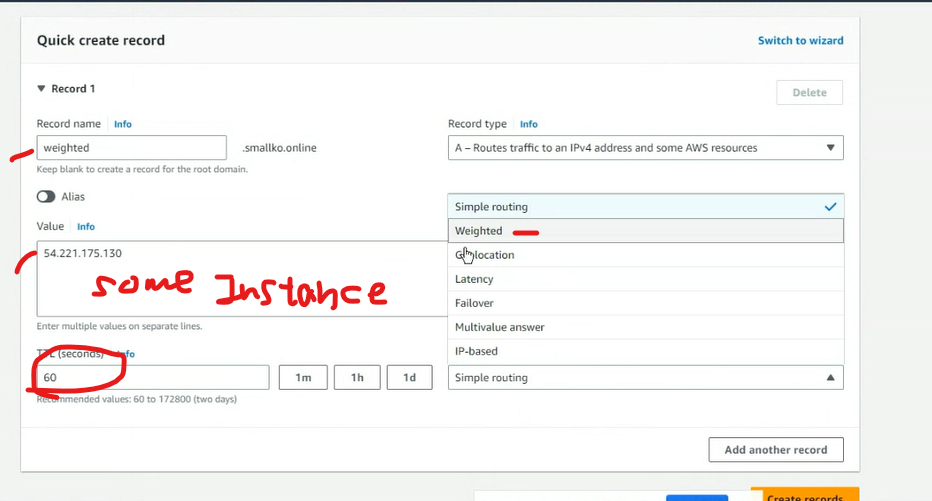 Quick create record
Switch to wizard
▼ Record 1
Delete
Record name Info
Record type Info
weighted
.smallko.online
A – Routes traffic to an IPv4 address and some AWS resources
Keep blank to create a record for the root domain.
Alias
Simple routing
Value Info
Weighted
54.221.175.130
Geolocation
some Instance
Latency
Failover
Enter multiple values on separate lines.
Multivalue answer
TTL (seconds) Info
IP-based
60
1m
1h
1d
Simple routing
Recommended values: 60 to 172800 (two days)
Add another record
Create records